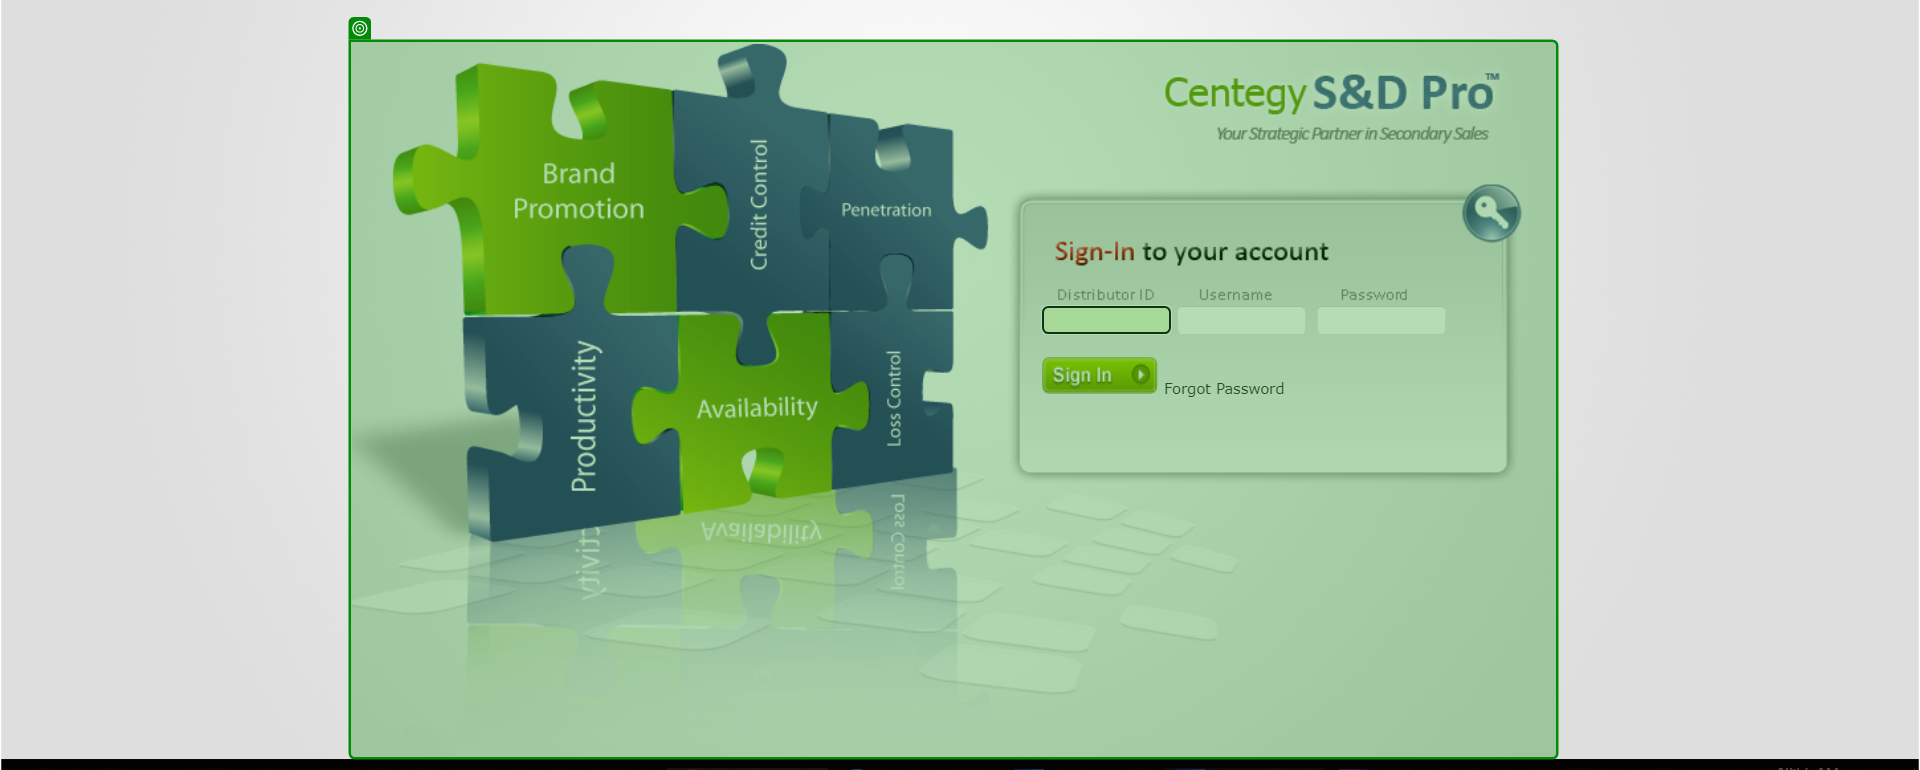 Centegy S&D Pro™
Your Strategic Partner in Secondary Sales
Brand
Promotion
Credit Control
Penetration
Productivity
Availability
Loss Control
Sign-In to your account
Distributor ID Username Password
Sign In
Forgot Password